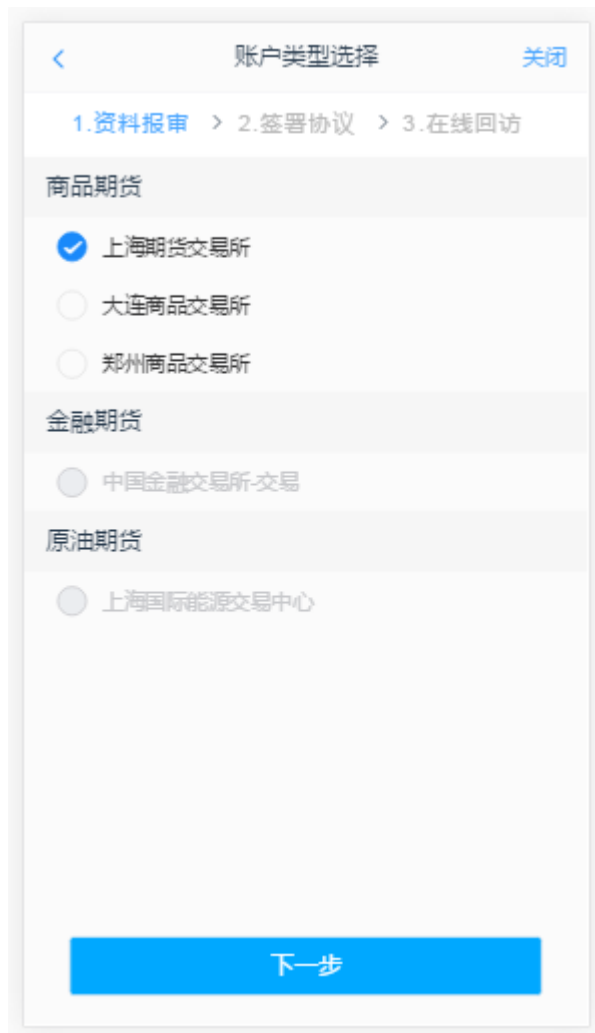 账户类型选择 关闭
1.资料报审 > 2.签署协议 > 3.在线回访
商品期货
上海期货交易所
大连商品交易所
郑州商品交易所
金融期货
中国金融交易所-交易
原油期货
上海国际能源交易中心
下一步